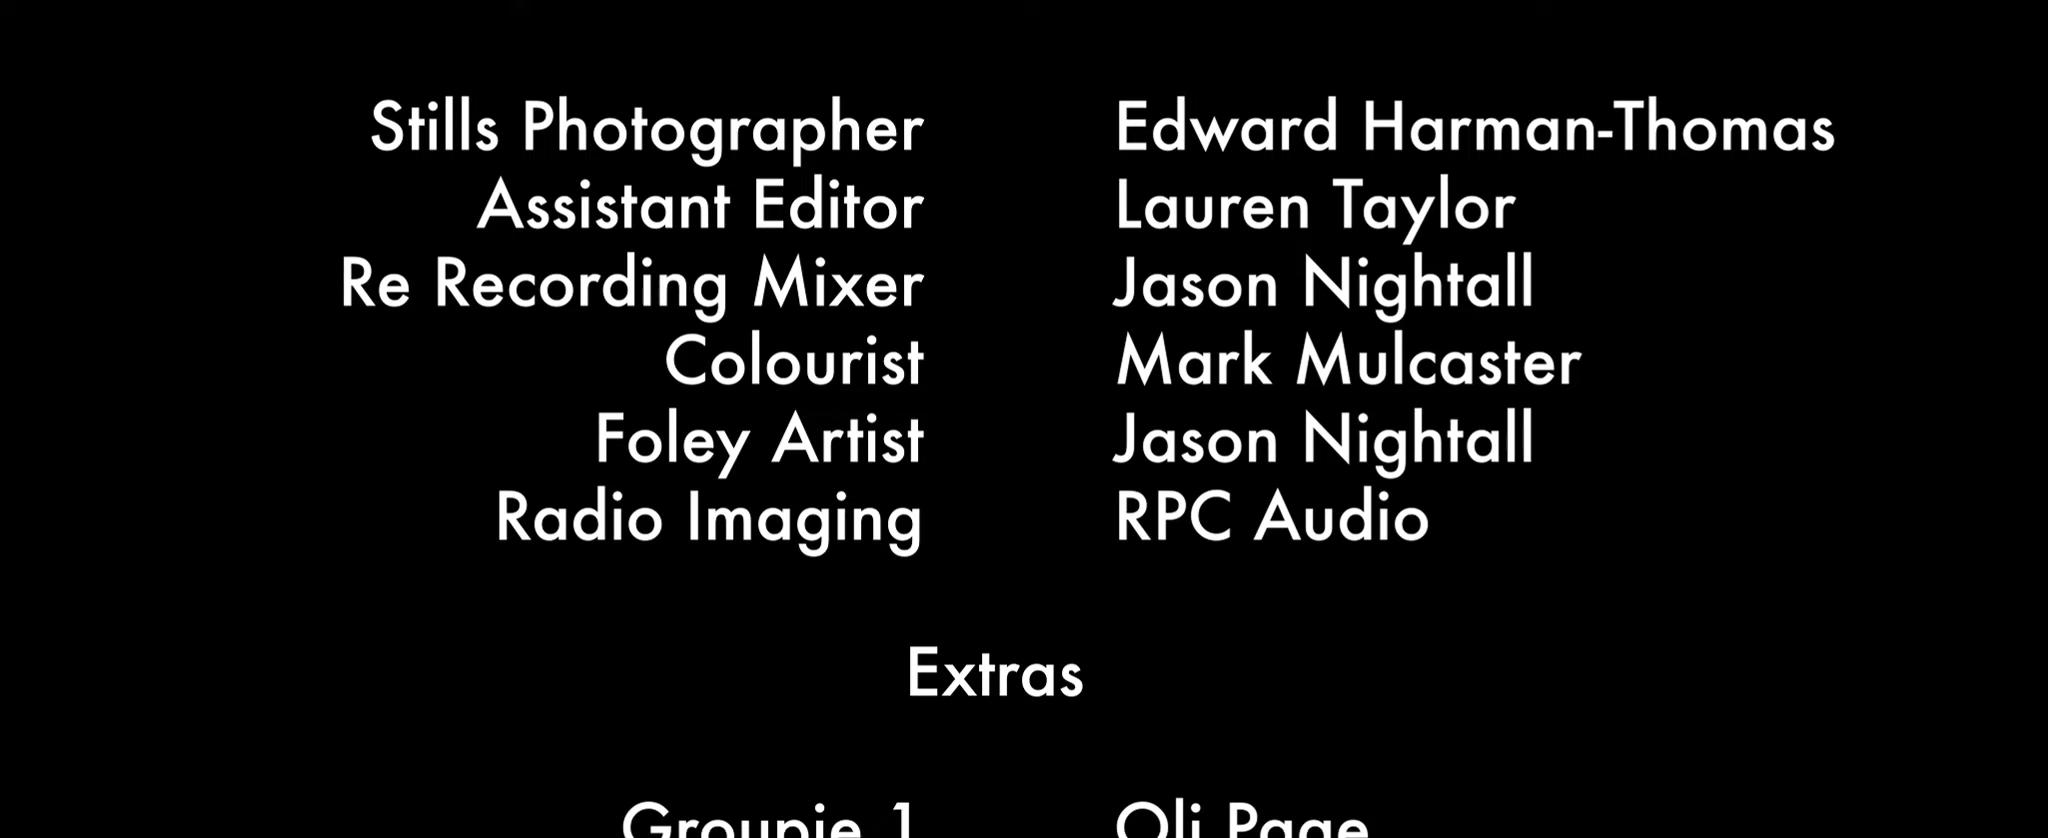 Stills Photographer Edward Harman-Thomas
Assistant Editor Lauren Taylor
Re Recording Mixer Jason Nightall
Colourist Mark Mulcaster
Foley Artist Jason Nightall
Radio Imaging RPC Audio
Extras
Groupie 1 Oli Page